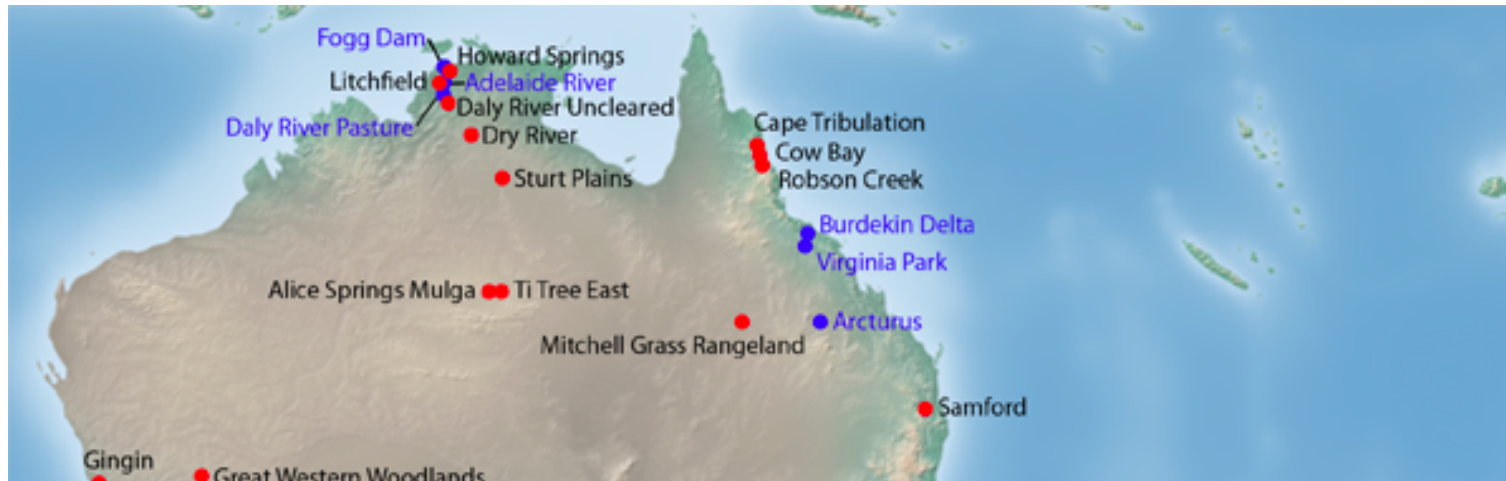 Fogg Dam
Howard Springs
Litchfield
Adelaide River
Daly River Uncleared
Daly River Pasture
Dry River
Cape Tribulation
Cow Bay
Robson Creek
Sturt Plains
Burdekin Delta
Virginia Park
Alice Springs Mulga
Ti Tree East
Arcturus
Mitchell Grass Rangeland
Samford
Gingin
Great Western Woodlands